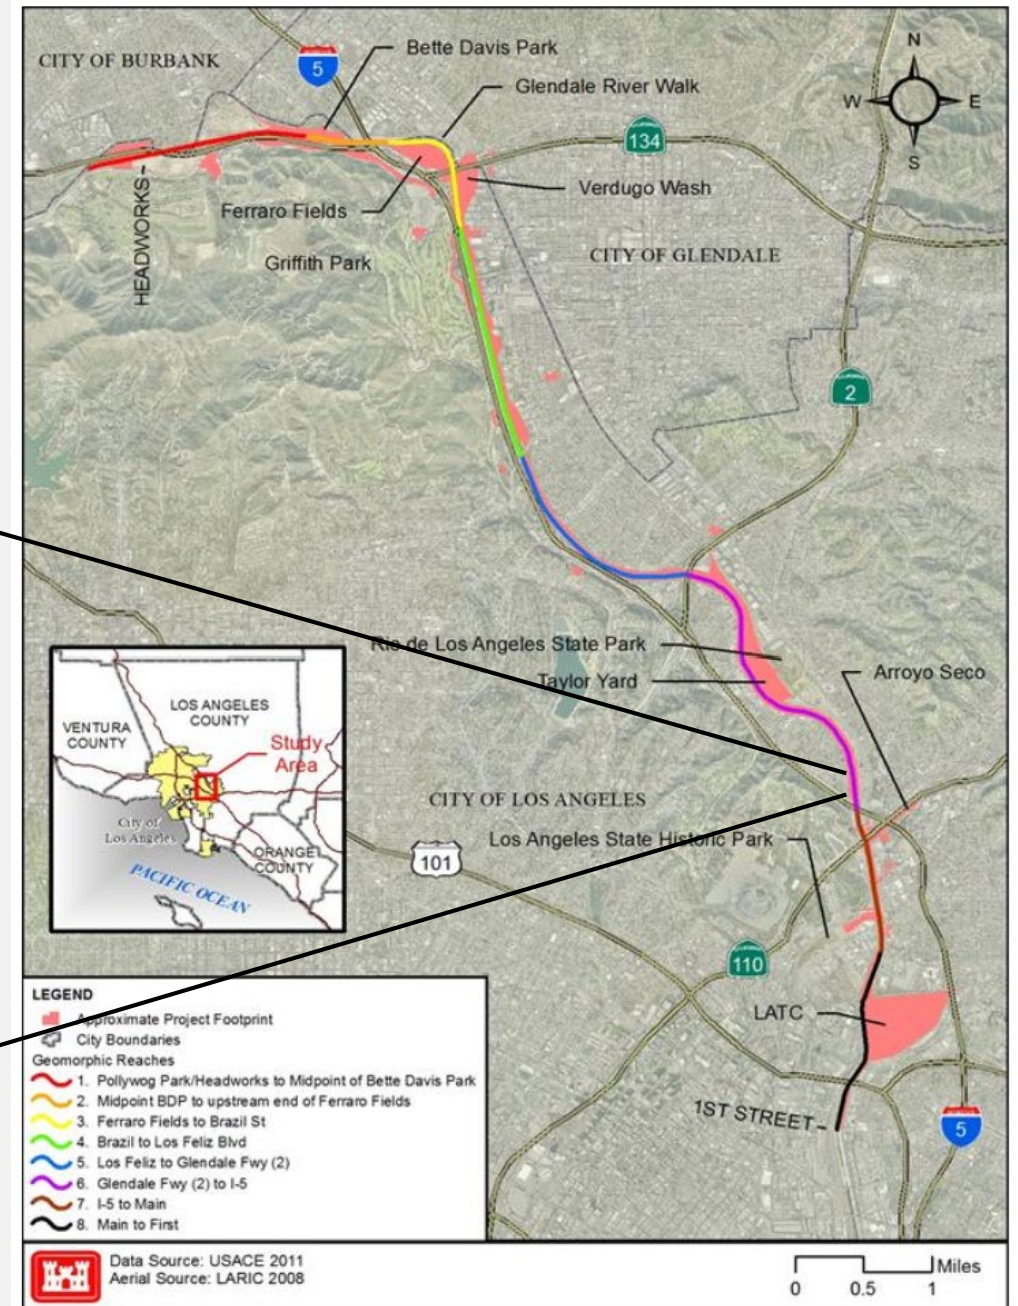 CITY OF BURBANK
5
Bette Davis Park
Glendale River Walk
N
W
E
S
134
Verdugo Wash
HEADWORKS
Ferraro Fields
Griffith Park
CITY OF GLENDALE
2
Rio de Los Angeles State Park
Taylor Yard
Arroyo Seco
CITY OF LOS ANGELES
Los Angeles State Historic Park
101
110
LATC
1ST STREET
5
LOS ANGELES
COUNTY
VENTURA
COUNTY
Study
Area
City of
Los Angeles
ORANGE
COUNTY
PACIFIC OCEAN
LEGEND
Approximate Project Footprint
City Boundaries
Geomorphic Reaches
1. Pollywog Park/Headworks to Midpoint of Bette Davis Park
2. Midpoint BDP to upstream end of Ferraro Fields
3. Ferraro Fields to Brazil St
4. Brazil to Los Feliz Blvd
5. Los Feliz to Glendale Fwy (2)
6. Glendale Fwy (2) to I-5
7. I-5 to Main
8. Main to First
Data Source: USACE 2011
Aerial Source: LARIC 2008
Miles
0 0.5 1